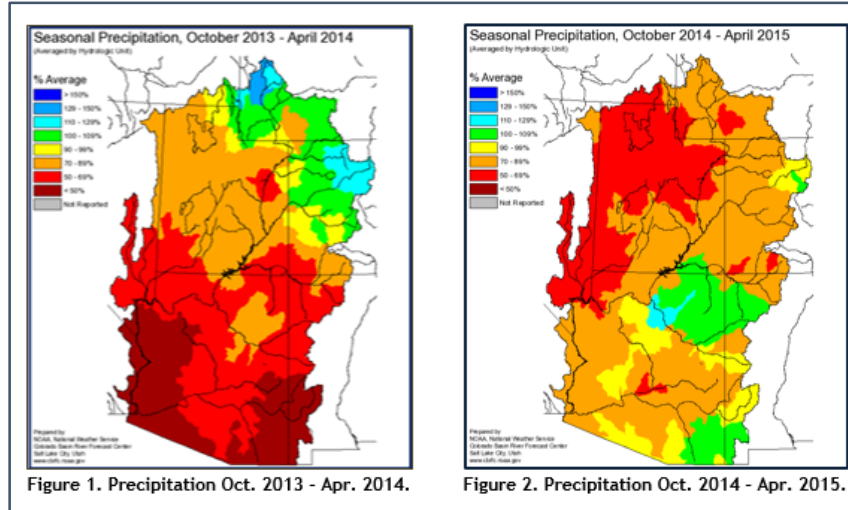 Seasonal Precipitation, October 2013 - April 2014
(Averaged by Hydrologic Unit)
% Average
> 150%
129 - 150%
110 - 129%
100 - 109%
90 - 99%
70 - 89%
50 - 69%
< 50%
Not Reported
Prepared by
NOAA, National Weather Service
Colorado Basin River Forecast Center
Salt Lake City, Utah
www.cbrfc.noaa.gov
Figure 1. Precipitation Oct. 2013 - Apr. 2014.
Seasonal Precipitation, October 2014 - April 2015
(Averaged by Hydrologic Unit)
% Average
> 150%
129 - 150%
110 - 129%
100 - 109%
90 - 99%
70 - 89%
50 - 69%
< 50%
Not Reported
Prepared by
NOAA, National Weather Service
Colorado Basin River Forecast Center
Salt Lake City, Utah
www.cbrfc.noaa.gov
Figure 2. Precipitation Oct. 2014 - Apr. 2015.